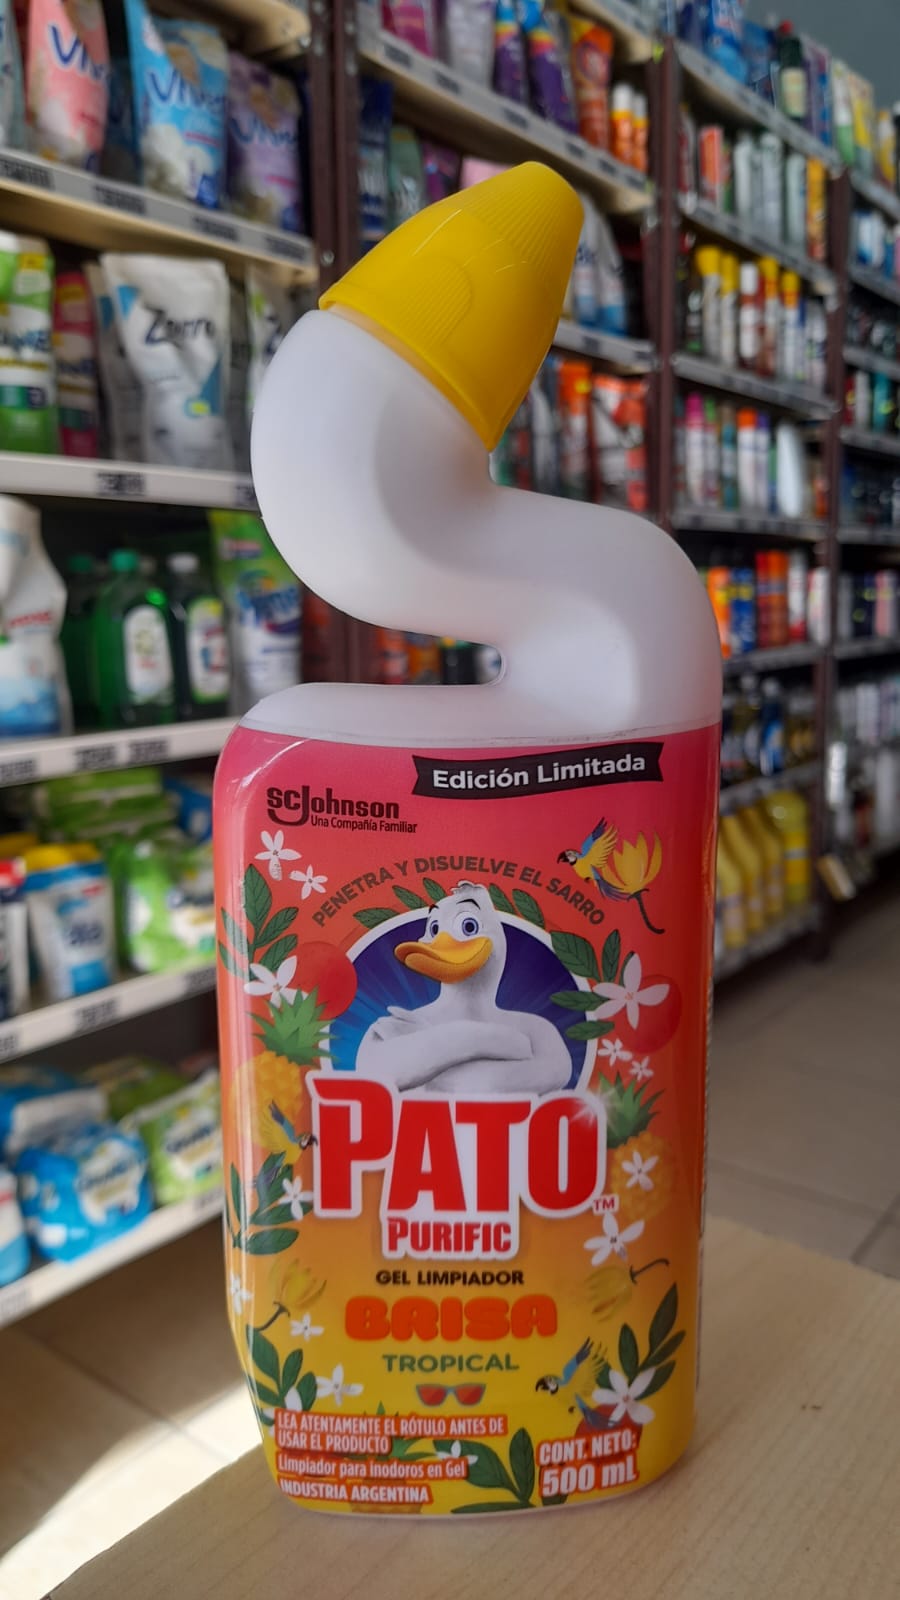 Edición Limitada
SCJohnson
Una Compañía Familiar
PENETRA Y DISUELVE EL SARRO
PATO™
PURIFIC
GEL LIMPIADOR
BRISA
TROPICAL
LEA ATENTAMENTE EL RÓTULO ANTES DE
USAR EL PRODUCTO
Limpiador para inodoros en Gel
INDUSTRIA ARGENTINA
CONT. NETO:
500 mL